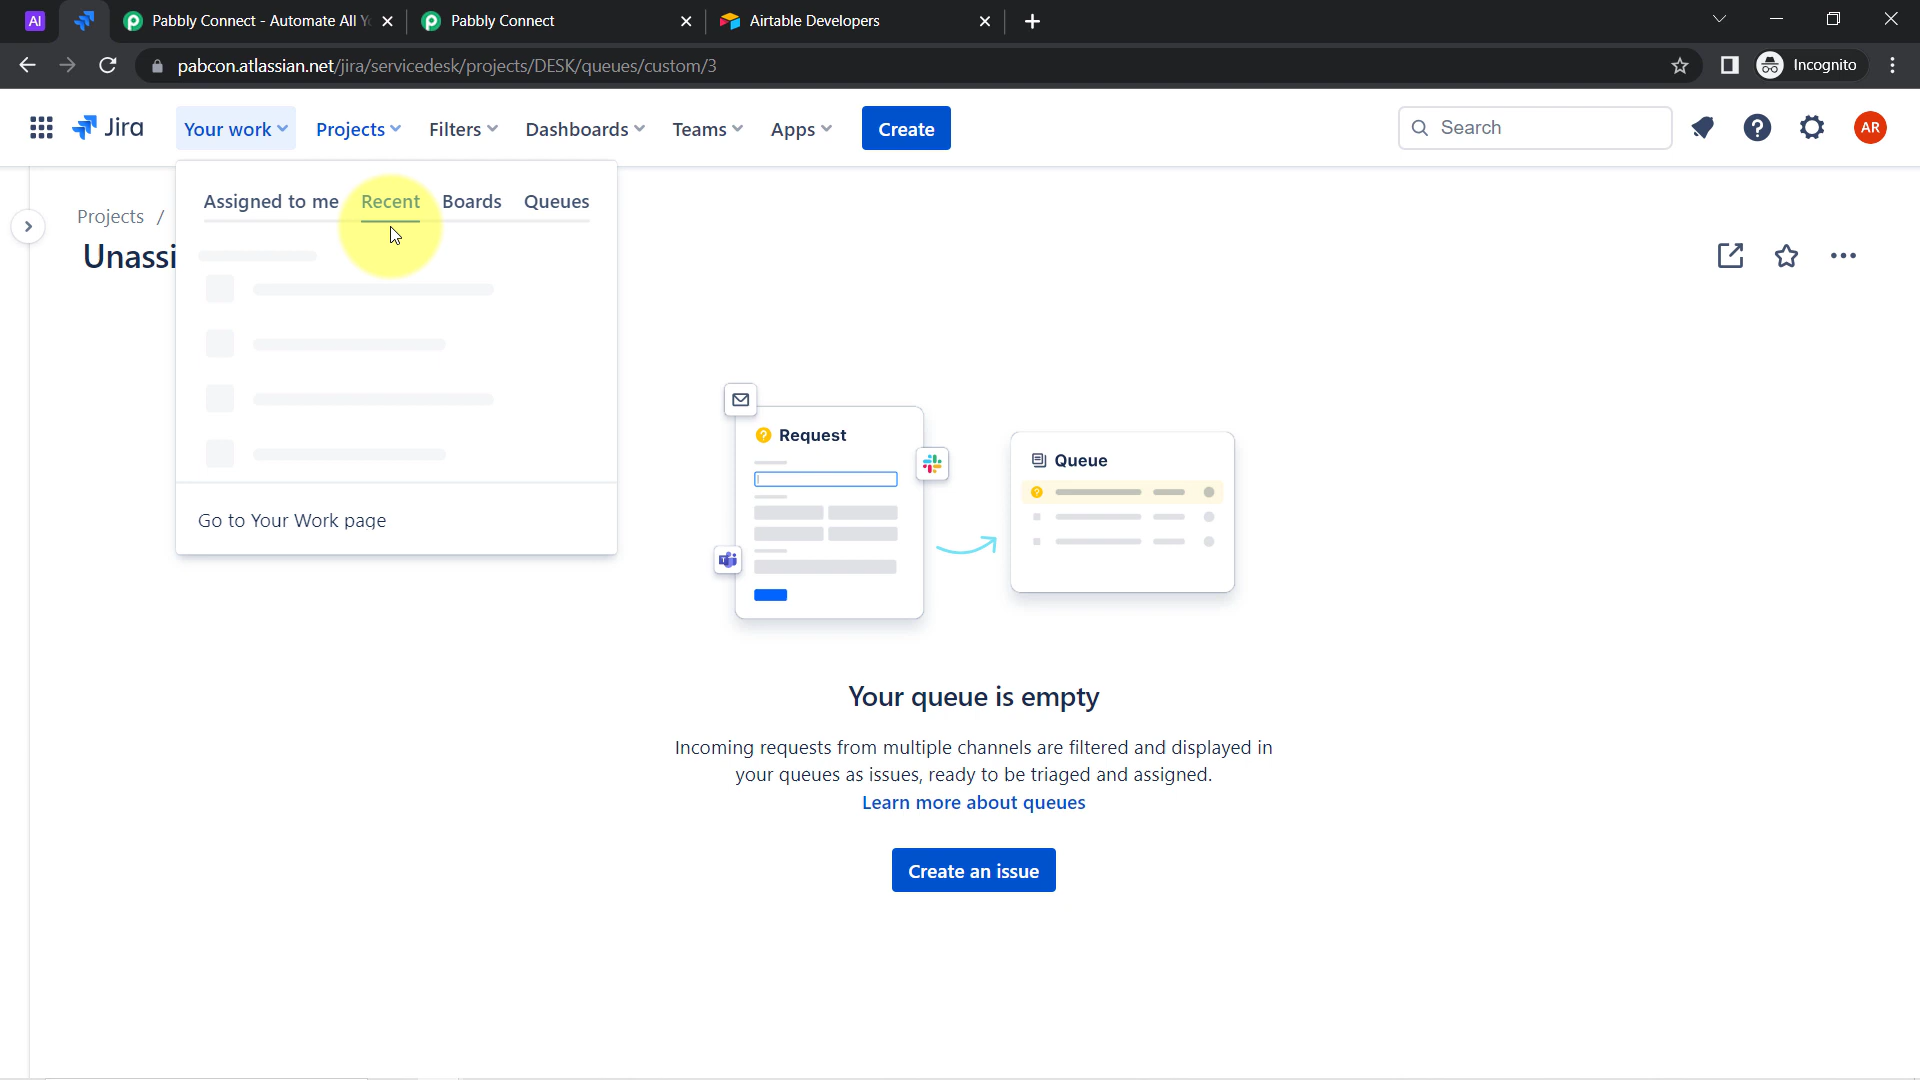 AI
Pabbly Connect - Automate All Y
Pabbly Connect
Airtable Developers
pabcon.atlassian.net/jira/servicedesk/projects/DESK/queues/custom/3
Incognito
Jira
Your work
Projects
Filters
Dashboards
Teams
Apps
Create
Search
AR
Assigned to me
Recent
Boards
Queues
Projects /
Unassi
Go to Your Work page
Request
Queue
Your queue is empty
Incoming requests from multiple channels are filtered and displayed in
your queues as issues, ready to be triaged and assigned.
Learn more about queues
Create an issue